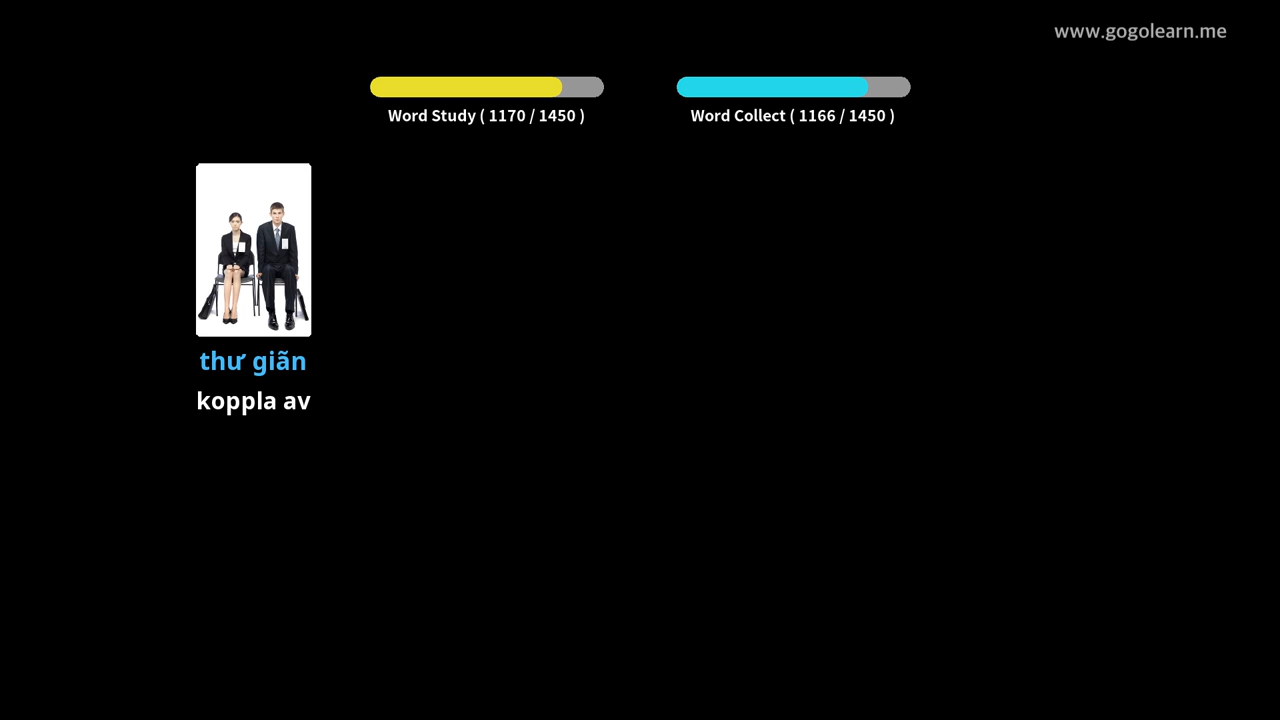 www.gogolearn.me
Word Study ( 1170 / 1450 )
Word Collect ( 1166 / 1450 )
thư giãn
koppla av